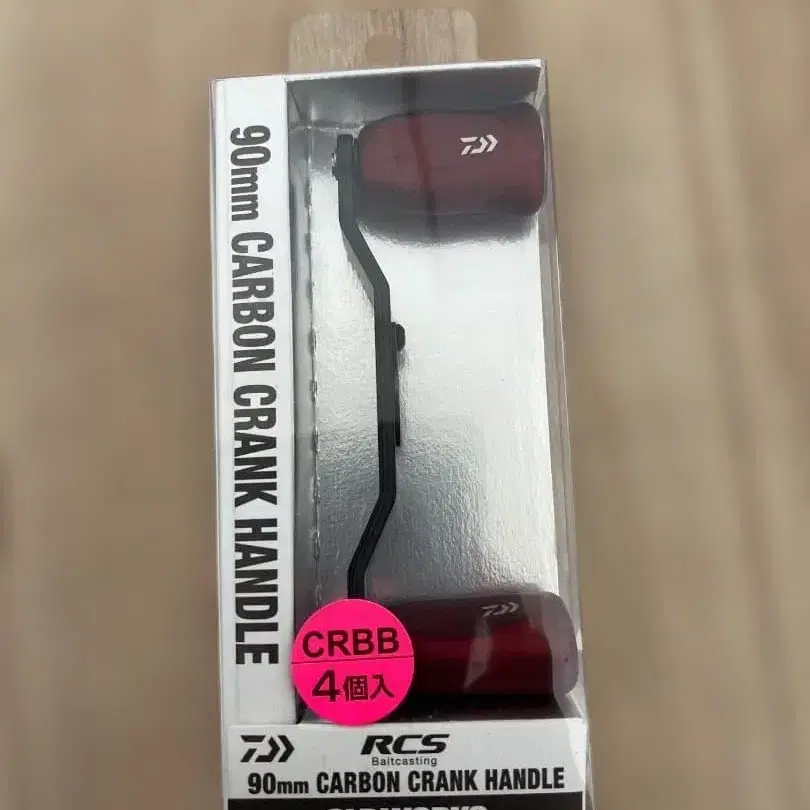 90mm CARBON CRANK HANDLE
CRBB
4個入
RCS
Baitcasting
90mm CARBON CRANK HANDLE